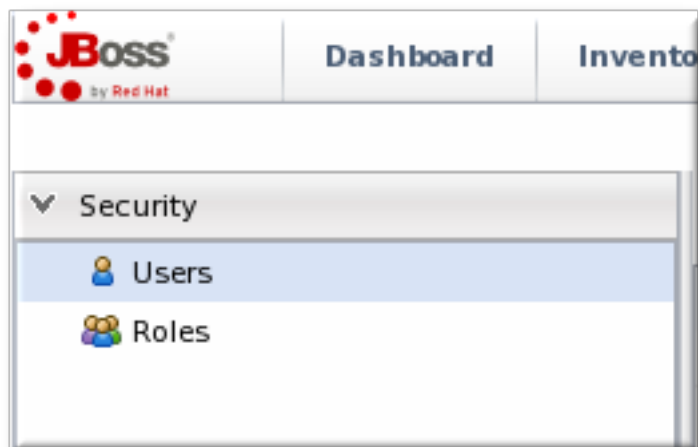 JBoss®
by Red Hat
Dashboard
Invento
Security
Users
Roles